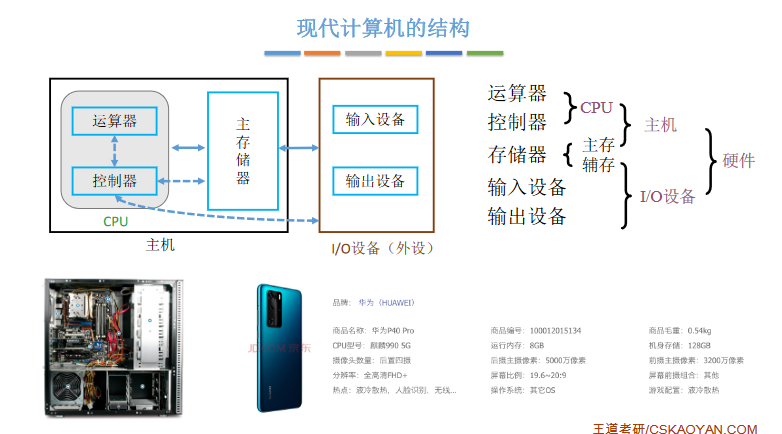 现代计算机的结构
运算器
控制器
CPU
主存储器
主机
输入设备
输出设备
I/O设备（外设）
运算器
控制器
CPU
存储器
主存
辅存
主机
输入设备
输出设备
I/O设备
硬件
品牌： 华为（HUAWEI）
商品名称：华为P40 Pro 商品编号：100012015134 商品毛重：0.54kg
CPU型号：麒麟990 5G 运行内存：8GB 机身存储：128GB
摄像头数量：后置四摄 后摄主摄像素：5000万像素 前摄主摄像素：3200万像素
分辨率：全高清FHD+ 屏幕比例：19.6~20:9 屏幕前摄组合：其他
热点：液冷散热，人脸识别，无线... 操作系统：其它OS 游戏配置：液冷散热
HUAWEI
王道考研/CSKAOYAN.COM